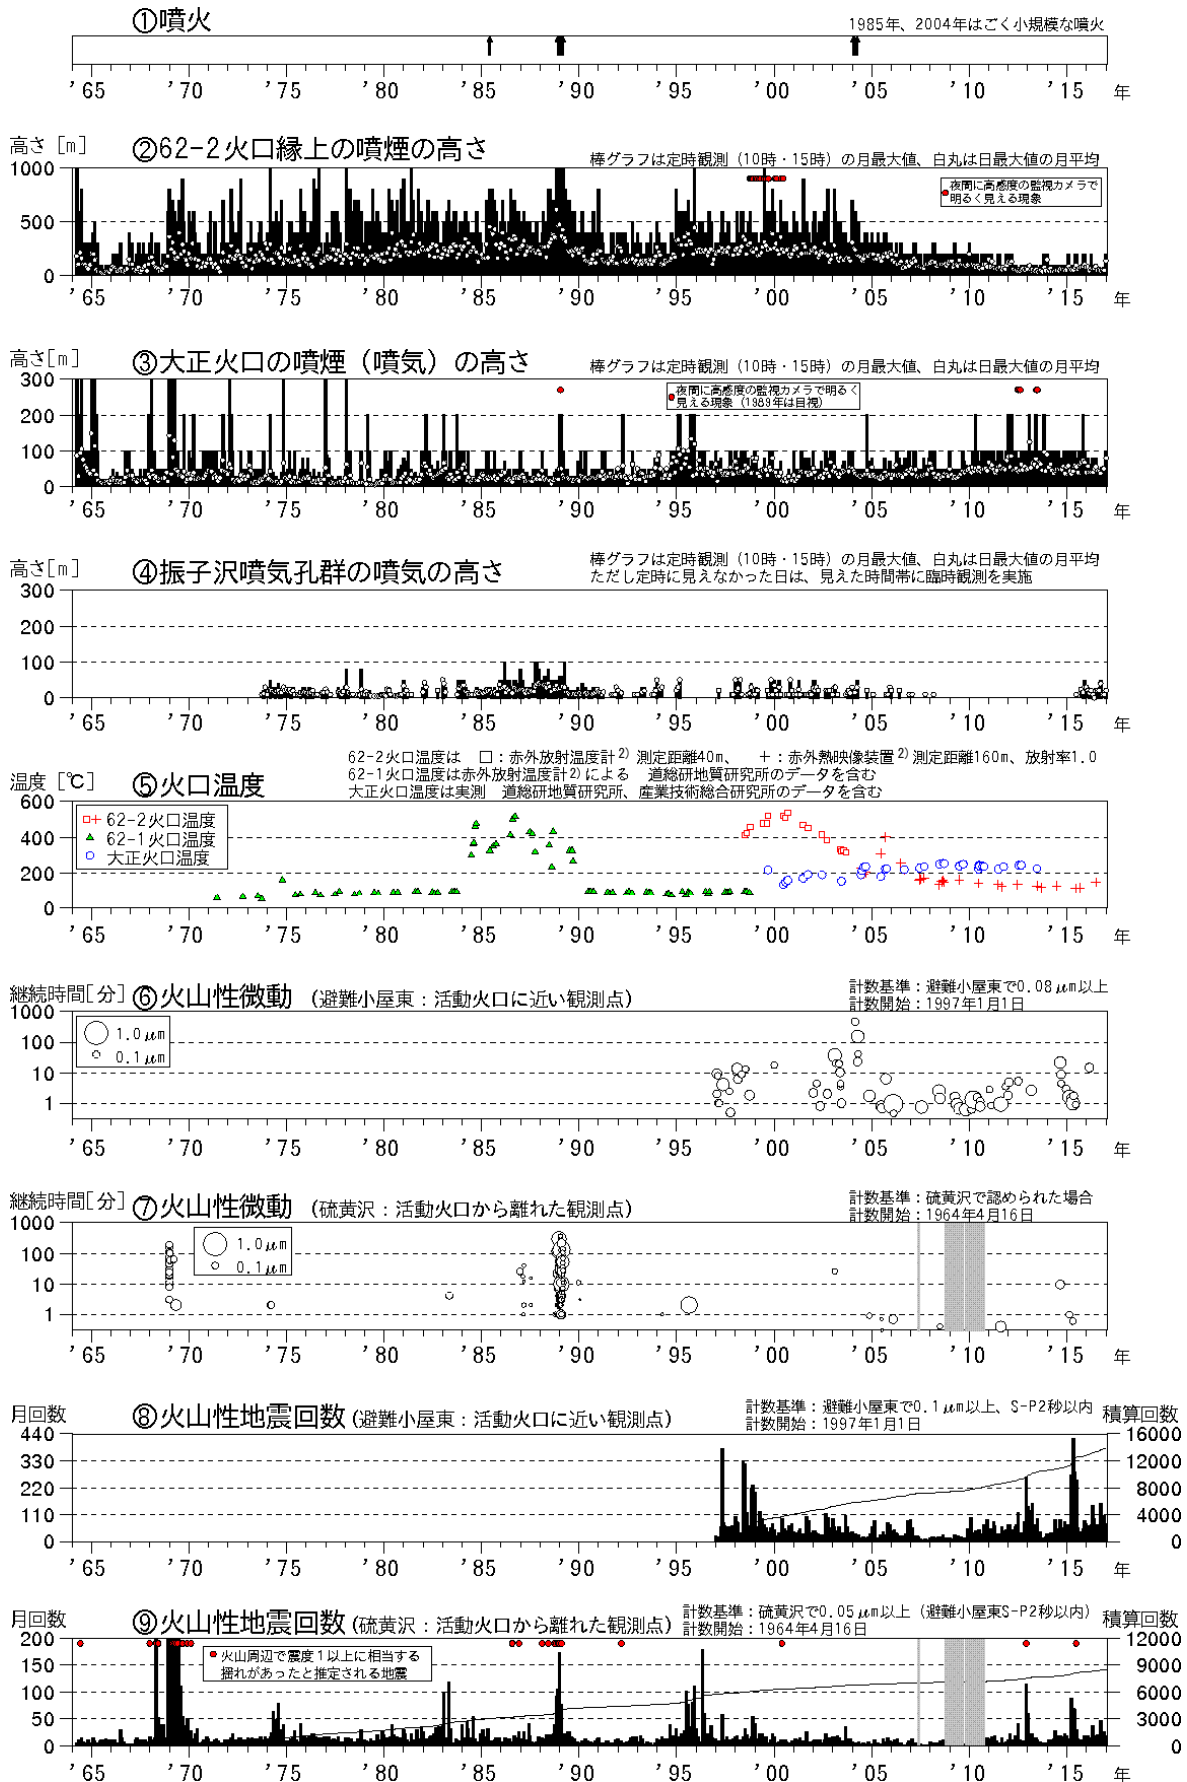 ①噴火
1985年、2004年はごく小規模な噴火
'65 '70 '75 '80 '85 '90 '95 '00 '05 '10 '15 年
高さ[m] ②62-2火口縁上の噴煙の高さ
棒グラフは定時観測（10時・15時）の月最大値、白丸は日最大値の月平均
1000
夜間に高感度の監視カメラで
明るく見える現象
500
0
'65 '70 '75 '80 '85 '90 '95 '00 '05 '10 '15 年
高さ[m] ③大正火口の噴煙（噴気）の高さ
棒グラフは定時観測（10時・15時）の月最大値、白丸は日最大値の月平均
300
夜間に高感度の監視カメラで明るく
見える現象（1989年は目視）
200
100
0
'65 '70 '75 '80 '85 '90 '95 '00 '05 '10 '15 年
高さ[m] ④振子沢噴気孔群の噴気の高さ
棒グラフは定時観測（10時・15時）の月最大値、白丸は日最大値の月平均
ただし定時に見えなかった日は、見えた時間帯に臨時観測を実施
300
200
100
0
'65 '70 '75 '80 '85 '90 '95 '00 '05 '10 '15 年
62-2火口温度は □：赤外放射温度計2) 測定距離40m、 ＋：赤外熱映像装置2) 測定距離160m、放射率1.0
62-1火口温度は赤外放射温度計2)による 道総研地質研究所のデータを含む
大正火口温度は実測 道総研地質研究所、産業技術総合研究所のデータを含む
温度[℃] ⑤火口温度
600
□＋62-2火口温度
▲62-1火口温度
○ 大正火口温度
400
200
0
'65 '70 '75 '80 '85 '90 '95 '00 '05 '10 '15 年
継続時間[分] ⑥火山性微動 （避難小屋東：活動火口に近い観測点）
計数基準：避難小屋東で0.08μm以上
計数開始：1997年1月1日
1000
1.0μm
0.1μm
100
10
1
'65 '70 '75 '80 '85 '90 '95 '00 '05 '10 '15 年
継続時間[分] ⑦火山性微動 （硫黄沢：活動火口から離れた観測点）
計数基準：硫黄沢で認められた場合
計数開始：1964年4月16日
1000
1.0μm
0.1μm
100
10
1
'65 '70 '75 '80 '85 '90 '95 '00 '05 '10 '15 年
月回数 ⑧火山性地震回数（避難小屋東：活動火口に近い観測点）
計数基準：避難小屋東で0.1μm以上、S-P2秒以内
計数開始：1997年1月1日
積算回数
440 16000
330 12000
220 8000
110 4000
0 0
'65 '70 '75 '80 '85 '90 '95 '00 '05 '10 '15 年
月回数 ⑨火山性地震回数（硫黄沢：活動火口から離れた観測点）
計数基準：硫黄沢で0.05μm以上（避難小屋東S-P2秒以内）
計数開始：1964年4月16日
積算回数
200 12000
火山周辺で震度1以上に相当する
揺れがあったと推定される地震
150 9000
100 6000
50 3000
0 0
'65 '70 '75 '80 '85 '90 '95 '00 '05 '10 '15 年